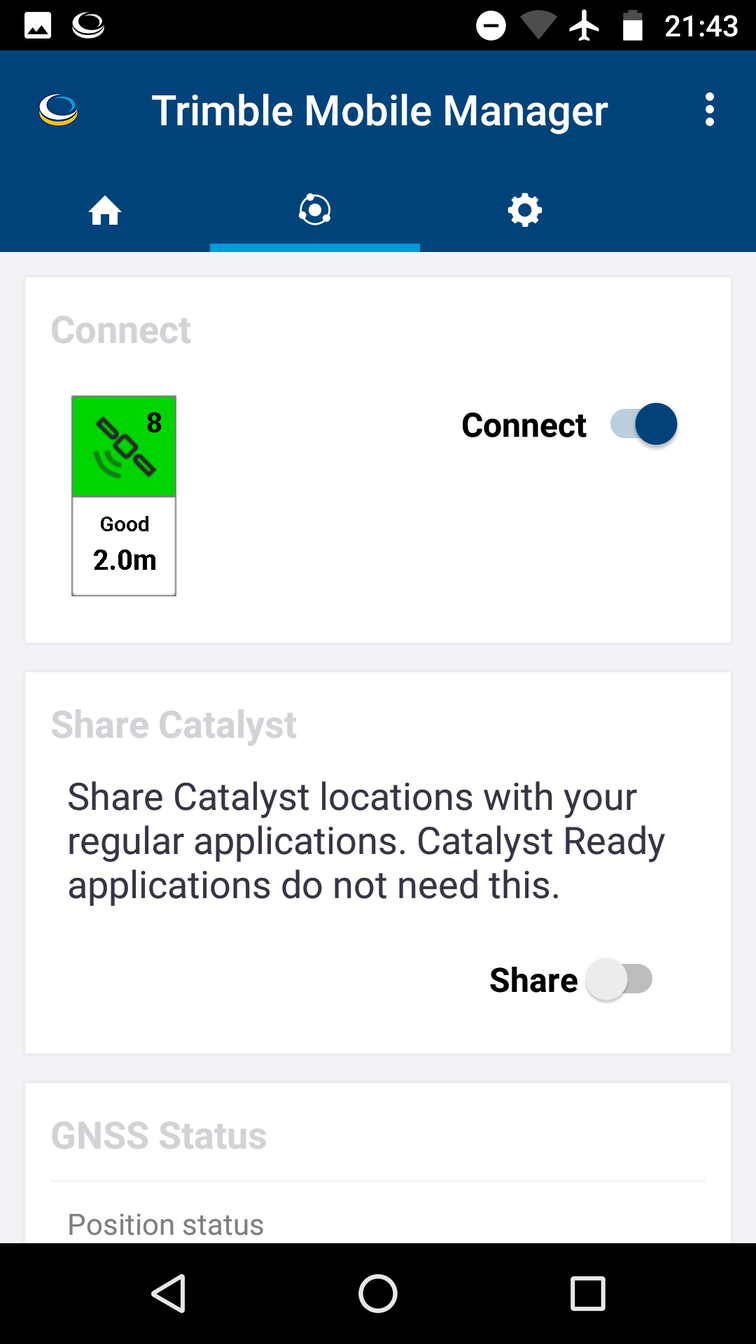 21:43
Trimble Mobile Manager
Connect
8
Connect
Good
2.0m
Share Catalyst
Share Catalyst locations with your
regular applications. Catalyst Ready
applications do not need this.
Share
GNSS Status
Position status